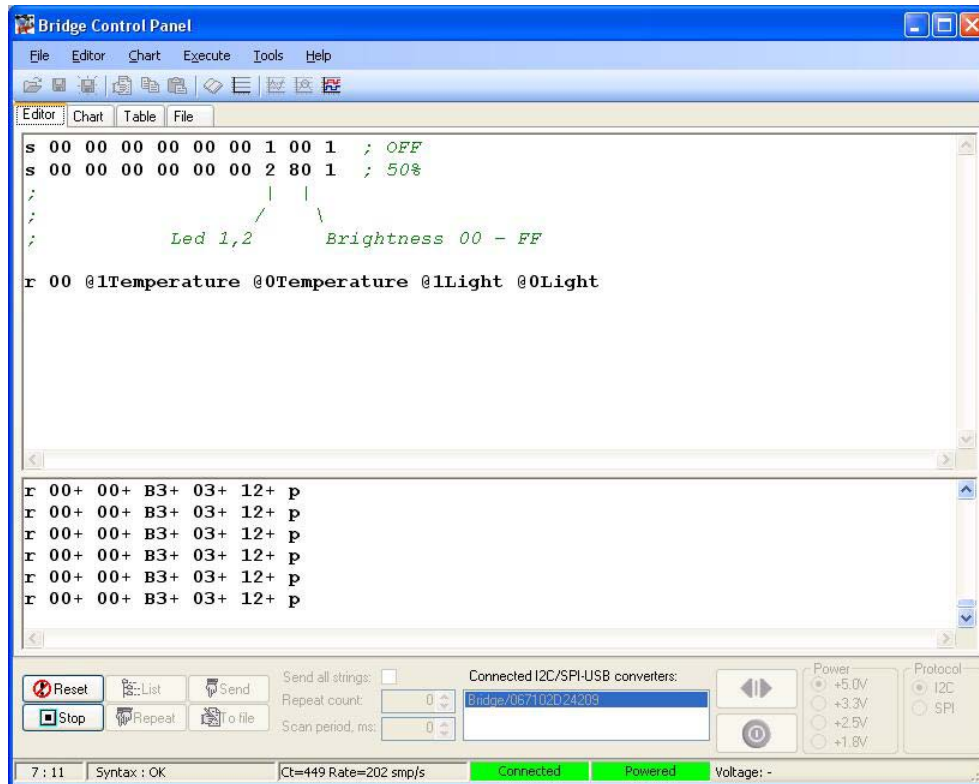 Bridge Control Panel
File Editor Chart Execute Tools Help
Editor Chart Table File
s 00 00 00 00 00 00 1 00 1 ; OFF
s 00 00 00 00 00 00 2 80 1 ; 50%
; | |
; / \
; Led 1,2 Brightness 00 - FF
r 00 @1Temperature @0Temperature @1Light @0Light
r 00+ 00+ B3+ 03+ 12+ p
r 00+ 00+ B3+ 03+ 12+ p
r 00+ 00+ B3+ 03+ 12+ p
r 00+ 00+ B3+ 03+ 12+ p
r 00+ 00+ B3+ 03+ 12+ p
r 00+ 00+ B3+ 03+ 12+ p
Reset List Send
Stop Repeat To file
Send all strings:
Repeat count: 0
Scan period, ms: 0
Connected I2C/SPI-USB converters:
Bridge/067102D24209
Power
+5.0V
+3.3V
+2.5V
+1.8V
Protocol
I2C
SPI
7 : 11 Syntax : OK Ct=449 Rate=202 smp/s Connected Powered Voltage: -